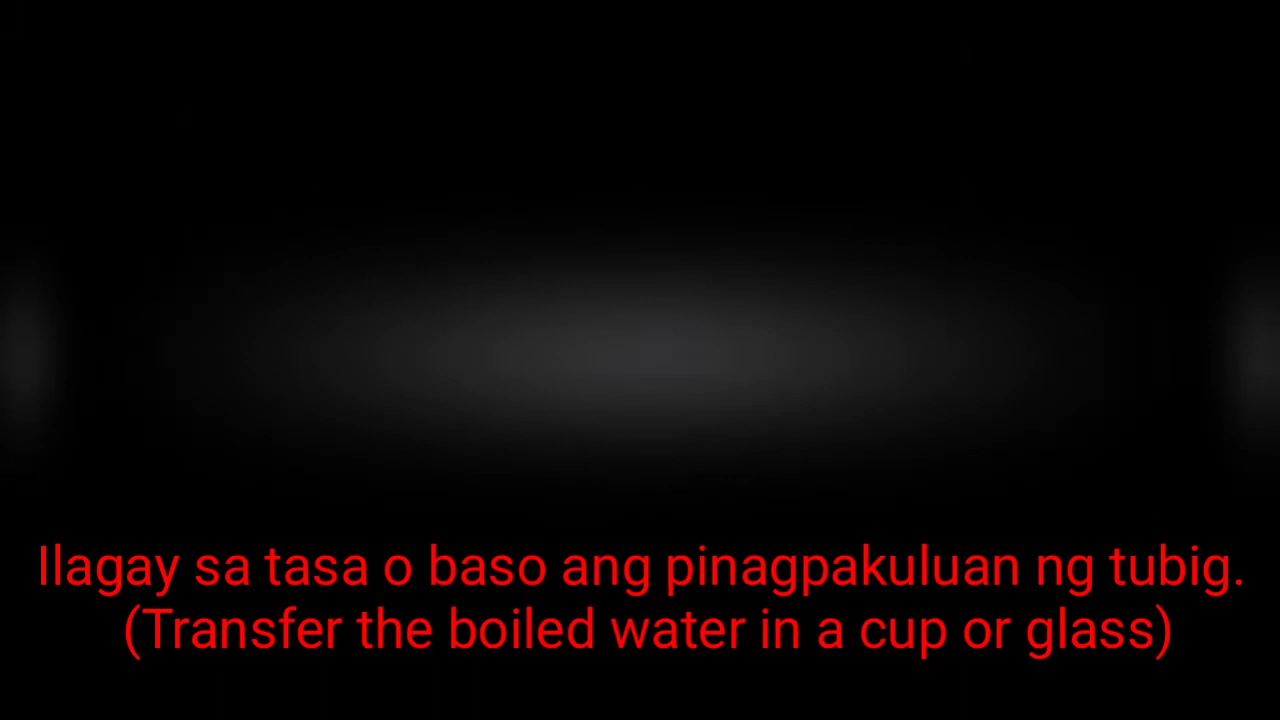 Ilagay sa tasa o baso ang pinagpakuluan ng tubig.
(Transfer the boiled water in a cup or glass)